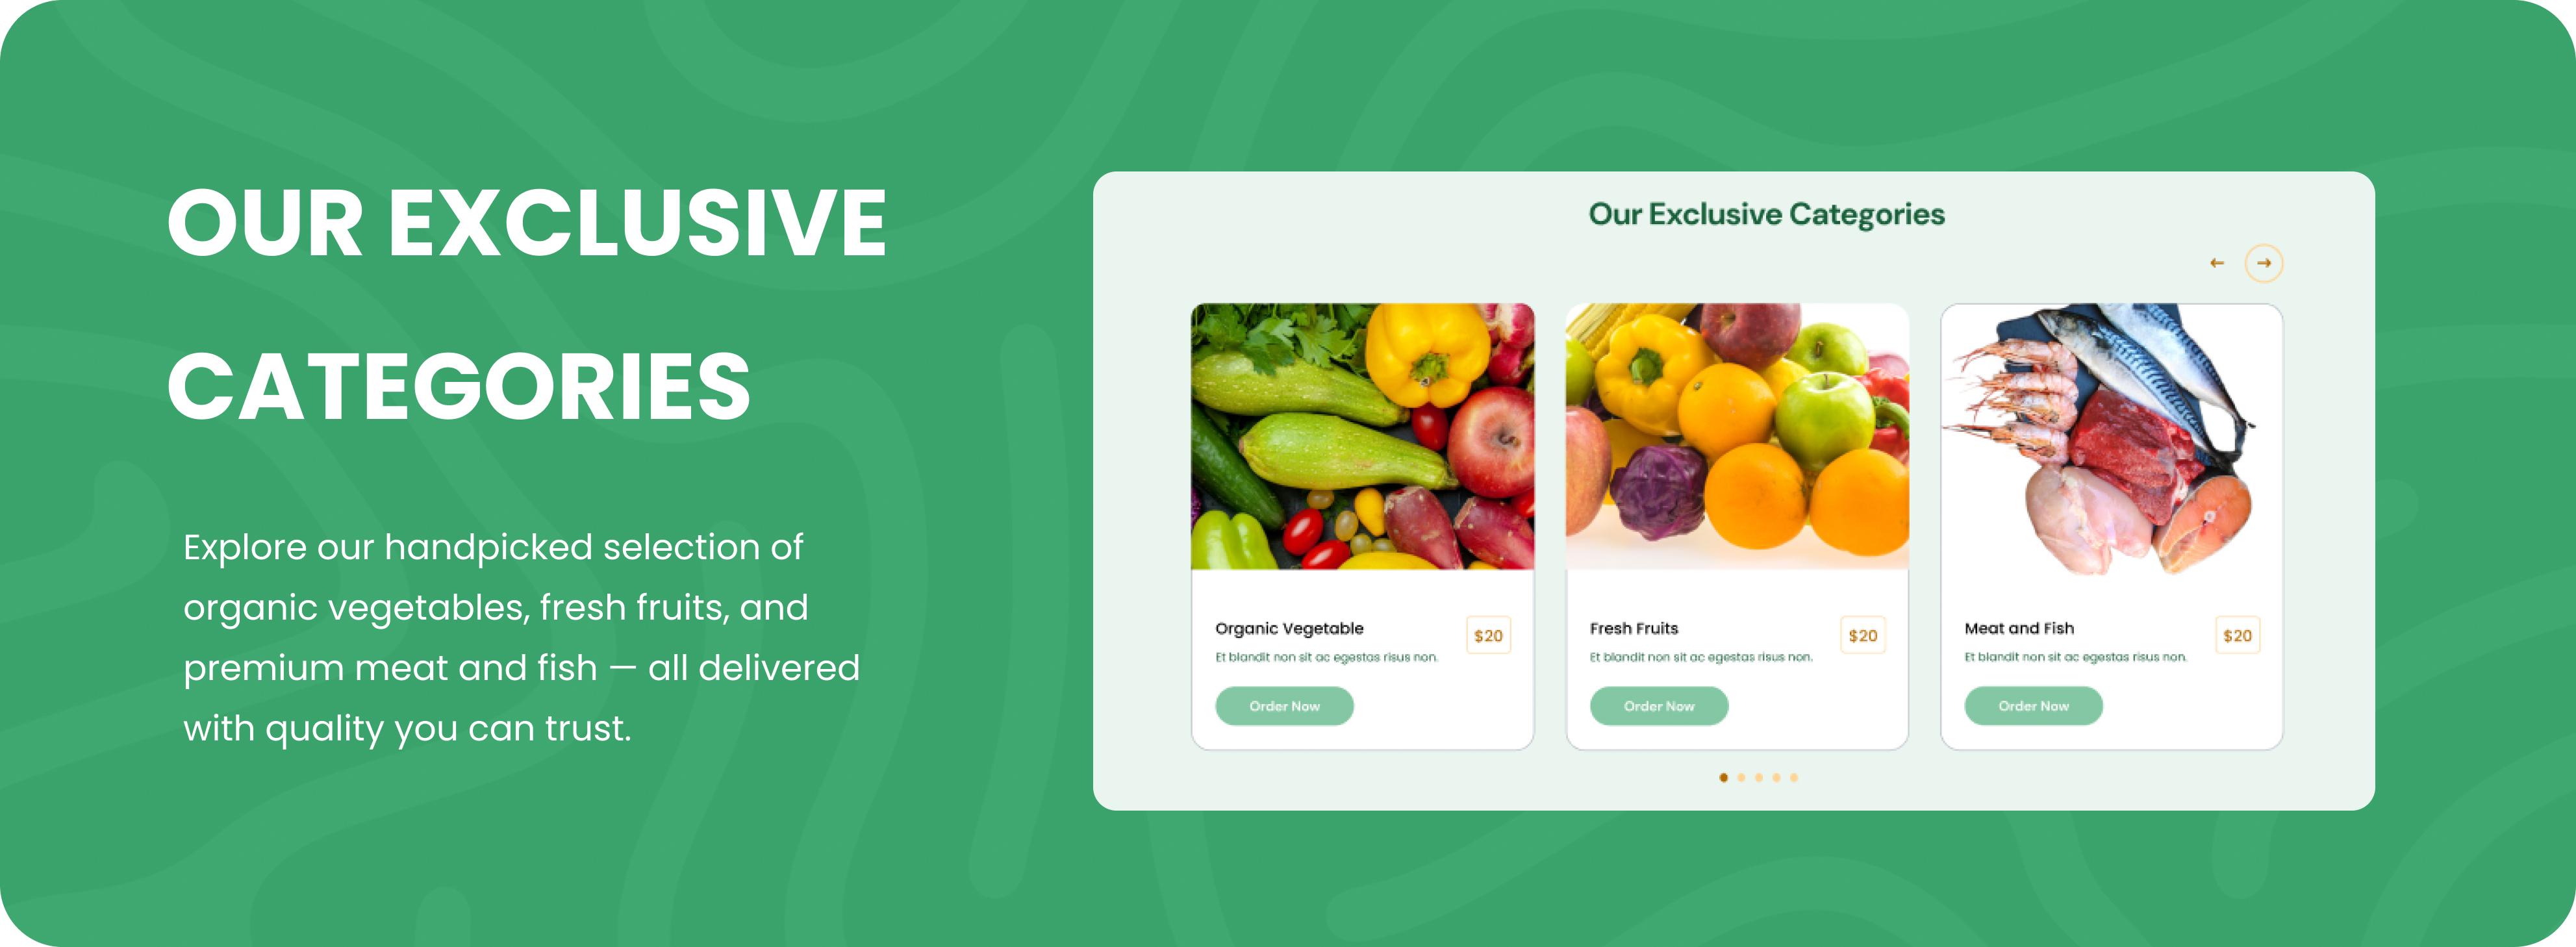 OUR EXCLUSIVE
CATEGORIES
Explore our handpicked selection of
organic vegetables, fresh fruits, and
premium meat and fish — all delivered
with quality you can trust.
Our Exclusive Categories
← →
Organic Vegetable
$20
Et blandit non sit ac egestas risus non.
Order Now
Fresh Fruits
$20
Et blandit non sit ac egestas risus non.
Order Now
Meat and Fish
$20
Et blandit non sit ac egestas risus non.
Order Now